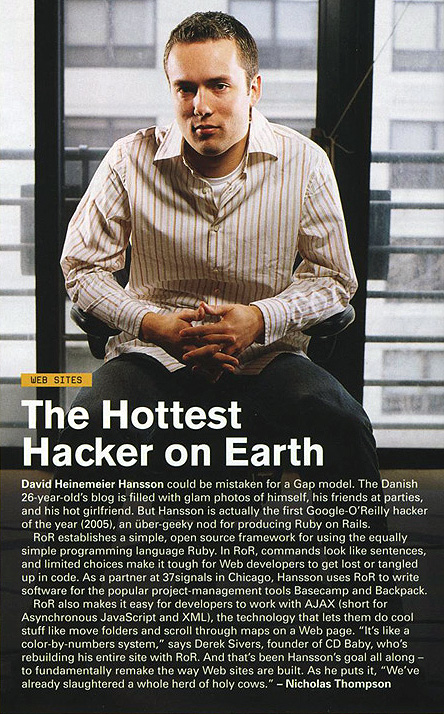 WEB SITES
The Hottest
Hacker on Earth
David Heinemeier Hansson could be mistaken for a Gap model. The Danish
26-year-old's blog is filled with glam photos of himself, his friends at parties,
and his hot girlfriend. But Hansson is actually the first Google-O'Reilly hacker
of the year (2005), an über-geeky nod for producing Ruby on Rails.
RoR establishes a simple, open source framework for using the equally
simple programming language Ruby. In RoR, commands look like sentences,
and limited choices make it tough for Web developers to get lost or tangled
up in code. As a partner at 37signals in Chicago, Hansson uses RoR to write
software for the popular project-management tools Basecamp and Backpack.
RoR also makes it easy for developers to work with AJAX (short for
Asynchronous JavaScript and XML), the technology that lets them do cool
stuff like move folders and scroll through maps on a Web page. "It's like a
color-by-numbers system," says Derek Sivers, founder of CD Baby, who's
rebuilding his entire site with RoR. And that's been Hansson's goal all along –
to fundamentally remake the way Web sites are built. As he puts it, "We've
already slaughtered a whole herd of holy cows." – Nicholas Thompson